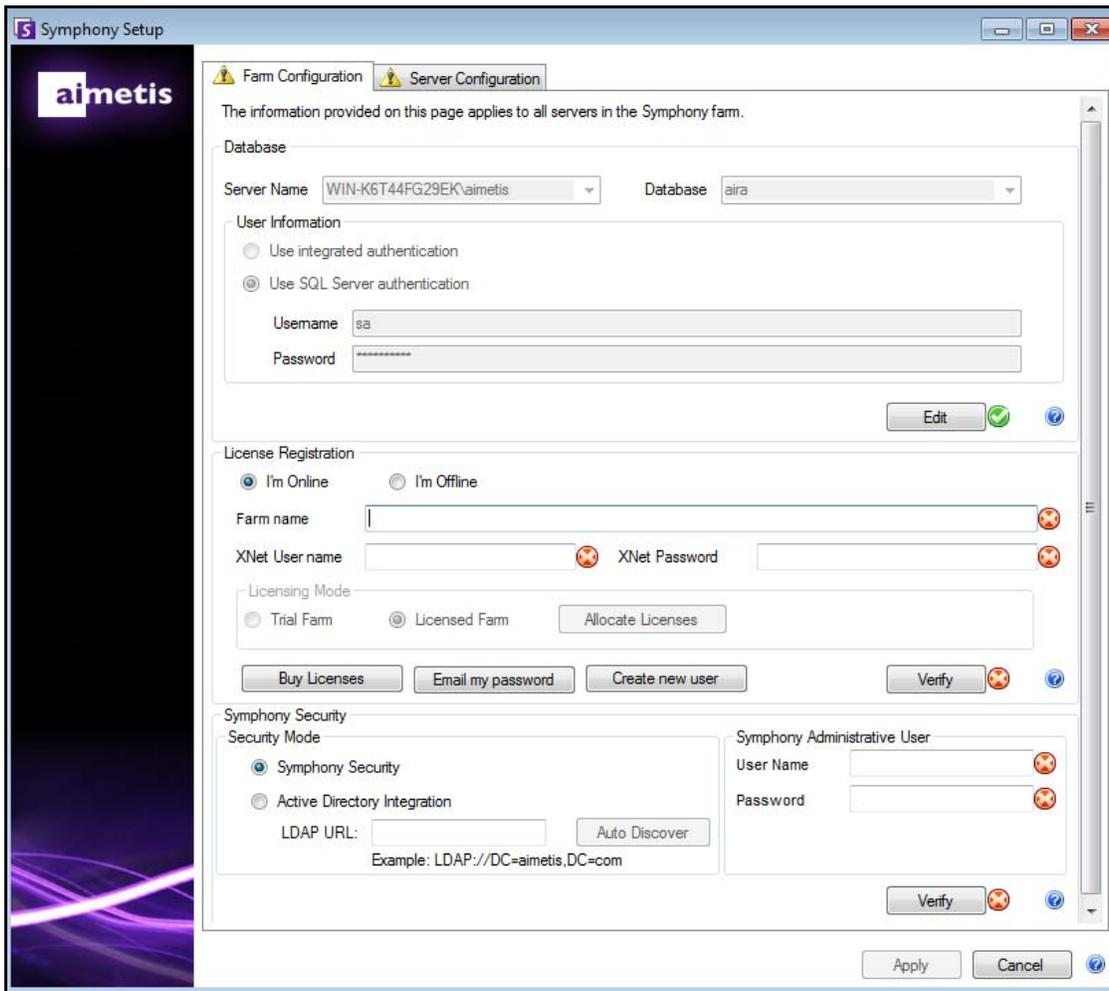 Symphony Setup
aimetis
Farm Configuration
Server Configuration
The information provided on this page applies to all servers in the Symphony farm.
Database
Server Name
WIN-K6T44FG29EK\aimetis
Database
aira
User Information
Use integrated authentication
Use SQL Server authentication
Username
sa
Password
**********
Edit
License Registration
I'm Online
I'm Offline
Farm name
XNet User name
XNet Password
Licensing Mode
Trial Farm
Licensed Farm
Allocate Licenses
Buy Licenses
Email my password
Create new user
Verify
Symphony Security
Security Mode
Symphony Security
Active Directory Integration
LDAP URL:
Auto Discover
Example: LDAP://DC=aimetis,DC=com
Symphony Administrative User
User Name
Password
Verify
Apply
Cancel